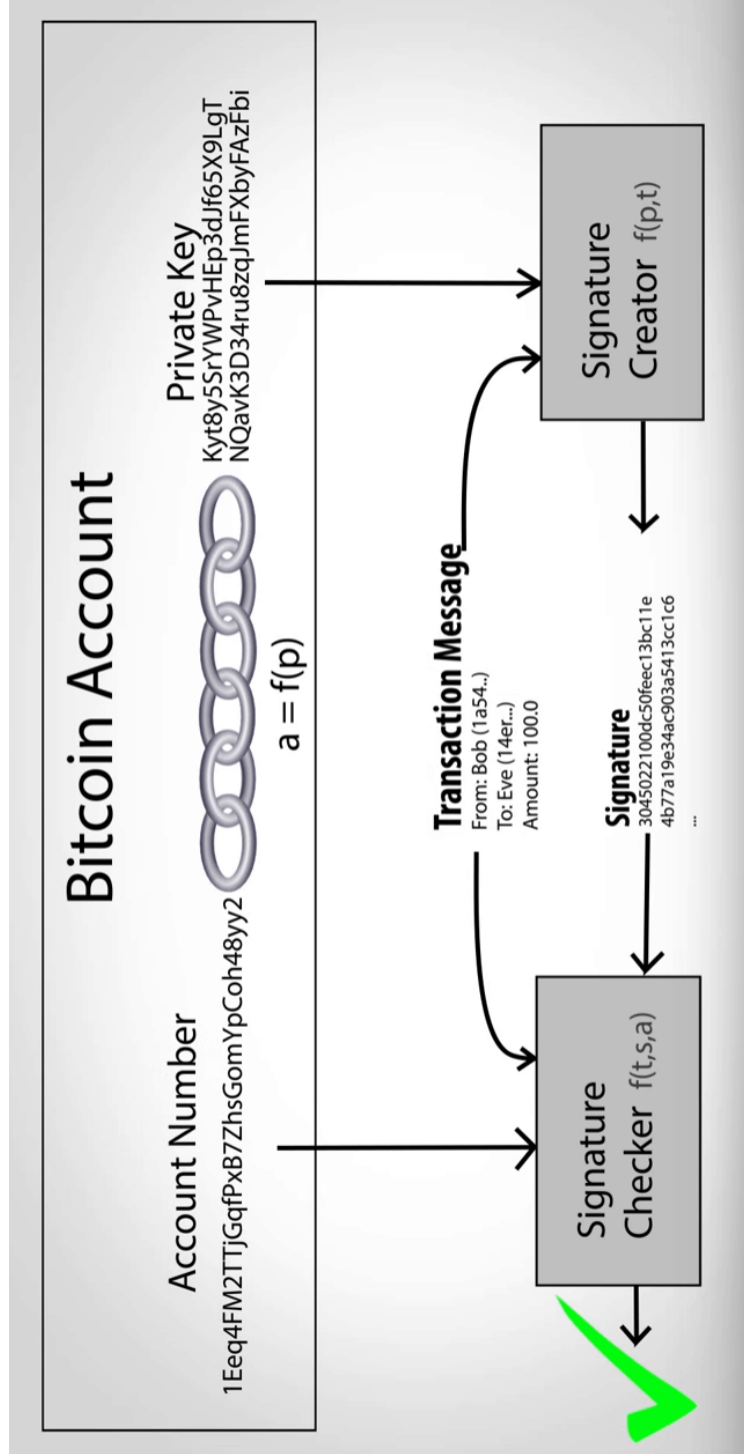 Bitcoin Account
Account Number
1Eeq4FM2TTjGqfPxB7ZhsGomYpCoh48yy2
Private Key
Kyt8y5SrYWPvHEp3dJf65X9LgT
NQavK3D34ru8zqJmFXbyFAzFbi
a = f(p)
Transaction Message
From: Bob (1a54..)
To: Eve (14er...)
Amount: 100.0
Signature
Checker f(t,s,a)
Signature
3045022100dc50feec13bc11e
4b77a19e34ac903a5413cc1c6
...
Signature
Creator f(p,t)